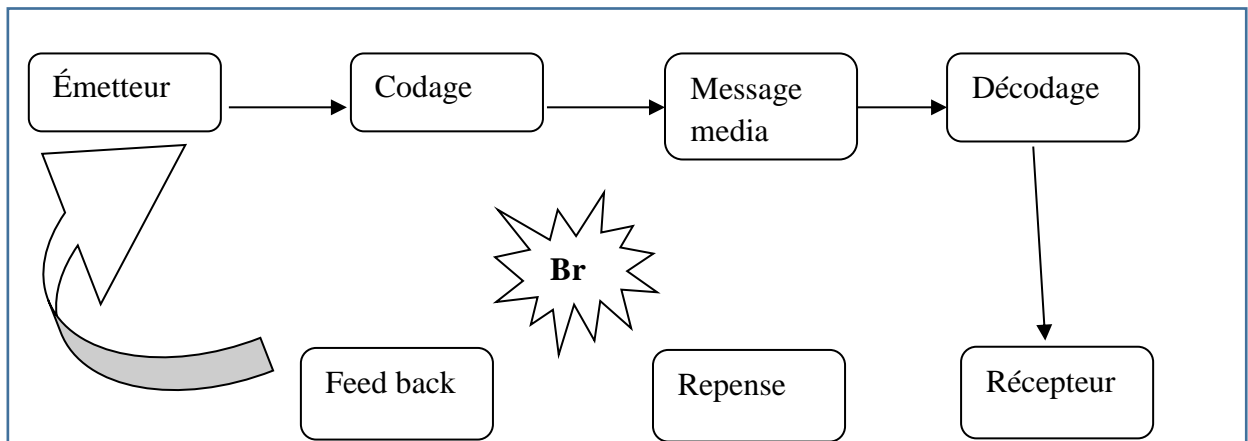 Émetteur
Codage
Message
media
Décodage
Br
Feed back
Repense
Récepteur